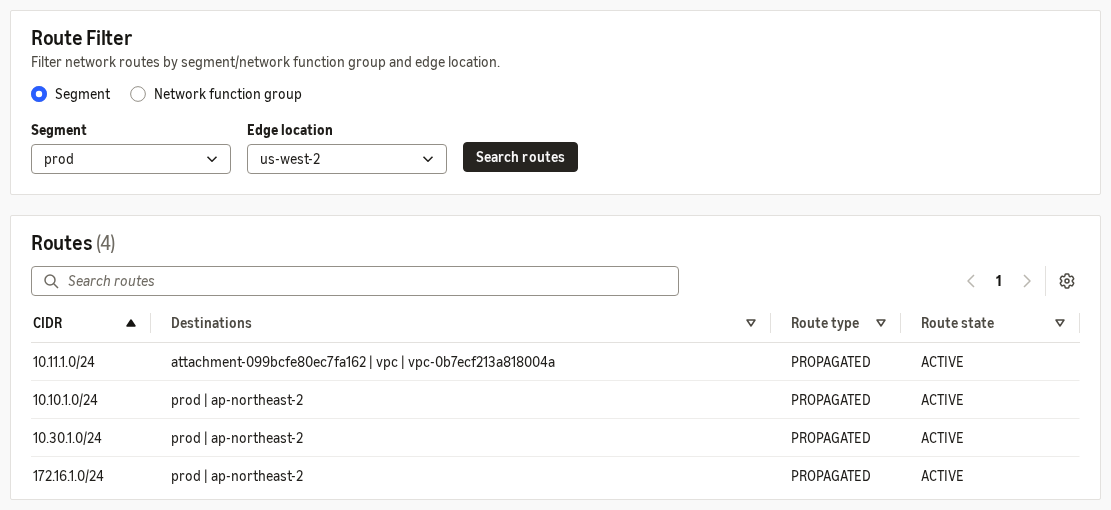 Route Filter
Filter network routes by segment/network function group and edge location.
Segment Network function group
Segment Edge location
prod us-west-2 Search routes
Routes (4)
Search routes 1
CIDR Destinations Route type Route state
10.11.1.0/24 attachment-099bcfe80ec7fa162 | vpc | vpc-0b7ecf213a818004a PROPAGATED ACTIVE
10.10.1.0/24 prod | ap-northeast-2 PROPAGATED ACTIVE
10.30.1.0/24 prod | ap-northeast-2 PROPAGATED ACTIVE
172.16.1.0/24 prod | ap-northeast-2 PROPAGATED ACTIVE